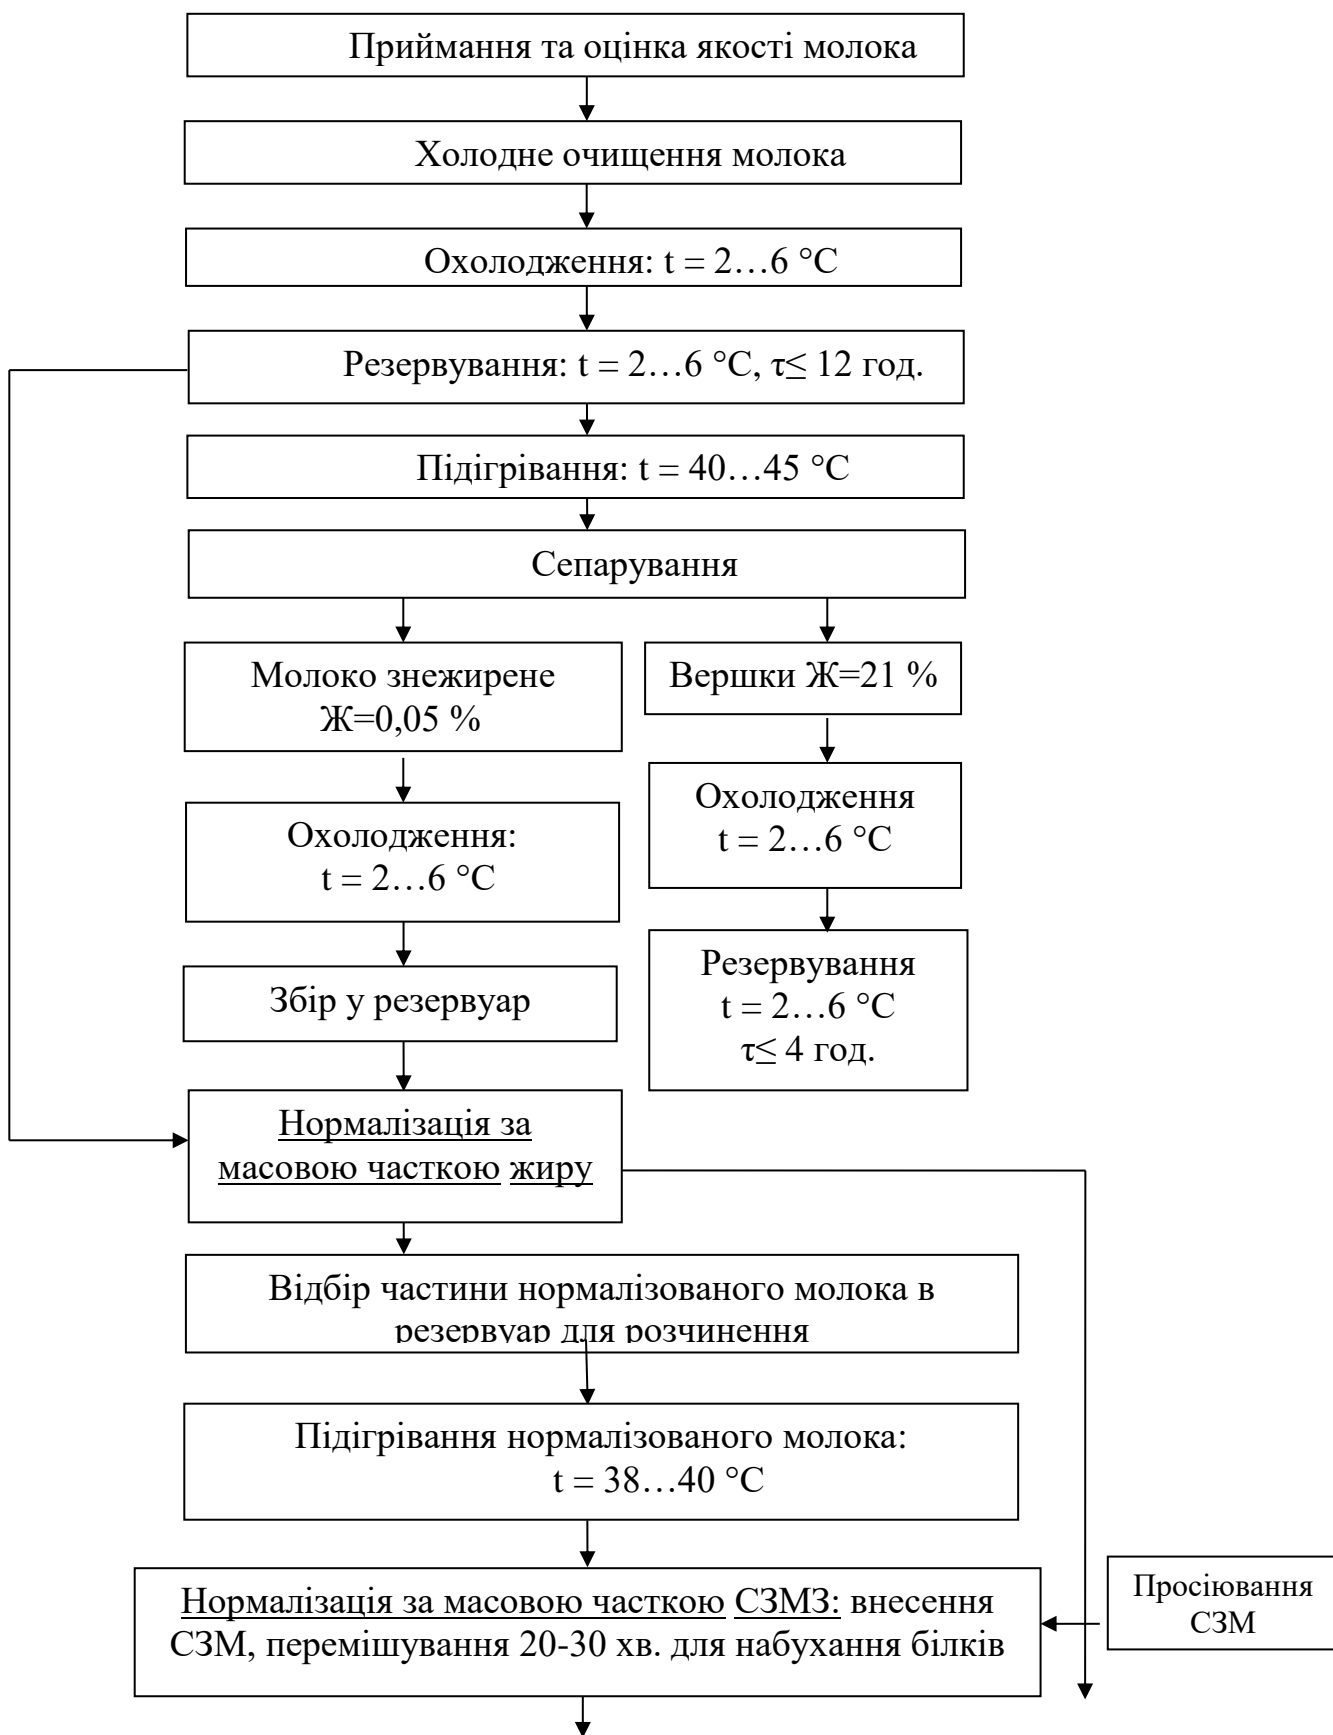 Приймання та оцінка якості молока
Холодне очищення молока
Охолодження: t = 2…6 °C
Резервування: t = 2…6 °C, τ≤ 12 год.
Підігрівання: t = 40…45 °C
Сепарування
Молоко знежирене
Ж=0,05 %
Вершки Ж=21 %
Охолодження:
t = 2…6 °C
Охолодження
t = 2…6 °C
Збір у резервуар
Резервування
t = 2…6 °C
τ≤ 4 год.
Нормалізація за
масовою часткою жиру
Відбір частини нормалізованого молока в
резервуар для розчинення
Підігрівання нормалізованого молока:
t = 38…40 °C
Нормалізація за масовою часткою СЗМЗ: внесення
СЗМ, перемішування 20-30 хв. для набухання білків
Просіювання
СЗМ